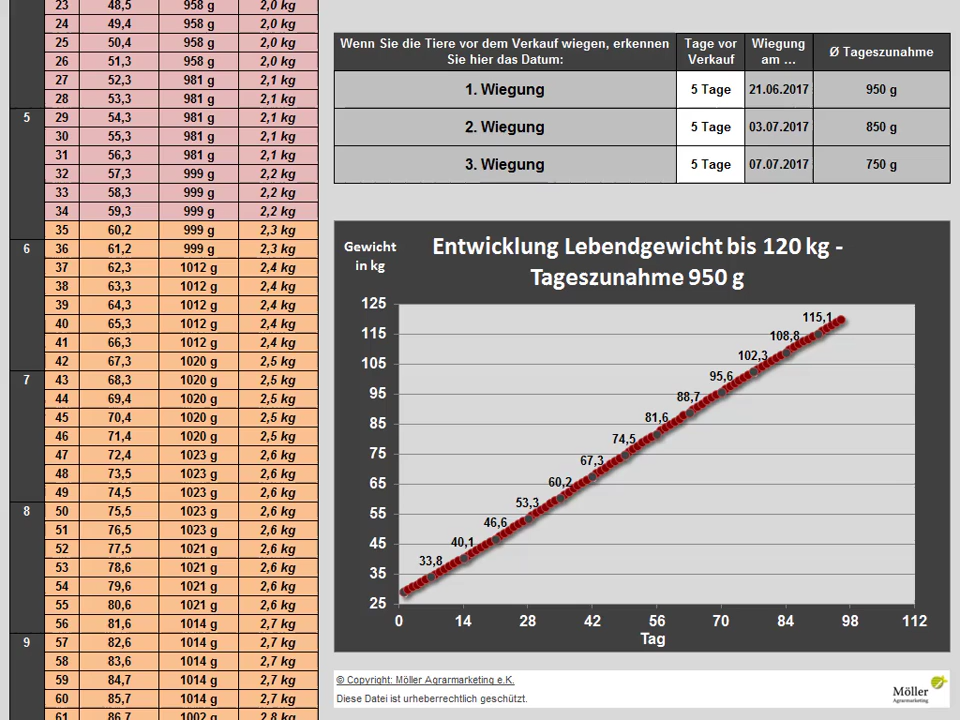 23 48,5 958 g 2,0 kg
24 49,4 958 g 2,0 kg
25 50,4 958 g 2,0 kg
26 51,3 958 g 2,0 kg
27 52,3 981 g 2,1 kg
28 53,3 981 g 2,1 kg
5 29 54,3 981 g 2,1 kg
30 55,3 981 g 2,1 kg
31 56,3 981 g 2,1 kg
32 57,3 999 g 2,2 kg
33 58,3 999 g 2,2 kg
34 59,3 999 g 2,2 kg
35 60,2 999 g 2,3 kg
6 36 61,2 999 g 2,3 kg
37 62,3 1012 g 2,4 kg
38 63,3 1012 g 2,4 kg
39 64,3 1012 g 2,4 kg
40 65,3 1012 g 2,4 kg
41 66,3 1012 g 2,4 kg
42 67,3 1020 g 2,5 kg
7 43 68,3 1020 g 2,5 kg
44 69,4 1020 g 2,5 kg
45 70,4 1020 g 2,5 kg
46 71,4 1020 g 2,5 kg
47 72,4 1023 g 2,6 kg
48 73,5 1023 g 2,6 kg
49 74,5 1023 g 2,6 kg
8 50 75,5 1023 g 2,6 kg
51 76,5 1023 g 2,6 kg
52 77,5 1021 g 2,6 kg
53 78,6 1021 g 2,6 kg
54 79,6 1021 g 2,6 kg
55 80,6 1021 g 2,6 kg
56 81,6 1014 g 2,7 kg
9 57 82,6 1014 g 2,7 kg
58 83,6 1014 g 2,7 kg
59 84,7 1014 g 2,7 kg
60 85,7 1014 g 2,7 kg
61 86,7 1002 g 2,8 kg
Wenn Sie die Tiere vor dem Verkauf wiegen, erkennen
Sie hier das Datum:
Tage vor
Verkauf
Wiegung
am ...
Ø Tageszunahme
1. Wiegung 5 Tage 21.06.2017 950 g
2. Wiegung 5 Tage 03.07.2017 850 g
3. Wiegung 5 Tage 07.07.2017 750 g
Gewicht
in kg
Entwicklung Lebendgewicht bis 120 kg -
Tageszunahme 950 g
125
115
105
95
85
75
65
55
45
35
25
33,8
40,1
46,6
53,3
60,2
67,3
74,5
81,6
88,7
95,6
102,3
108,8
115,1
0 14 28 42 56 70 84 98 112
Tag
© Copyright: Möller Agrarmarketing e.K.
Diese Datei ist urheberrechtlich geschützt.
Möller
Agrarmarketing